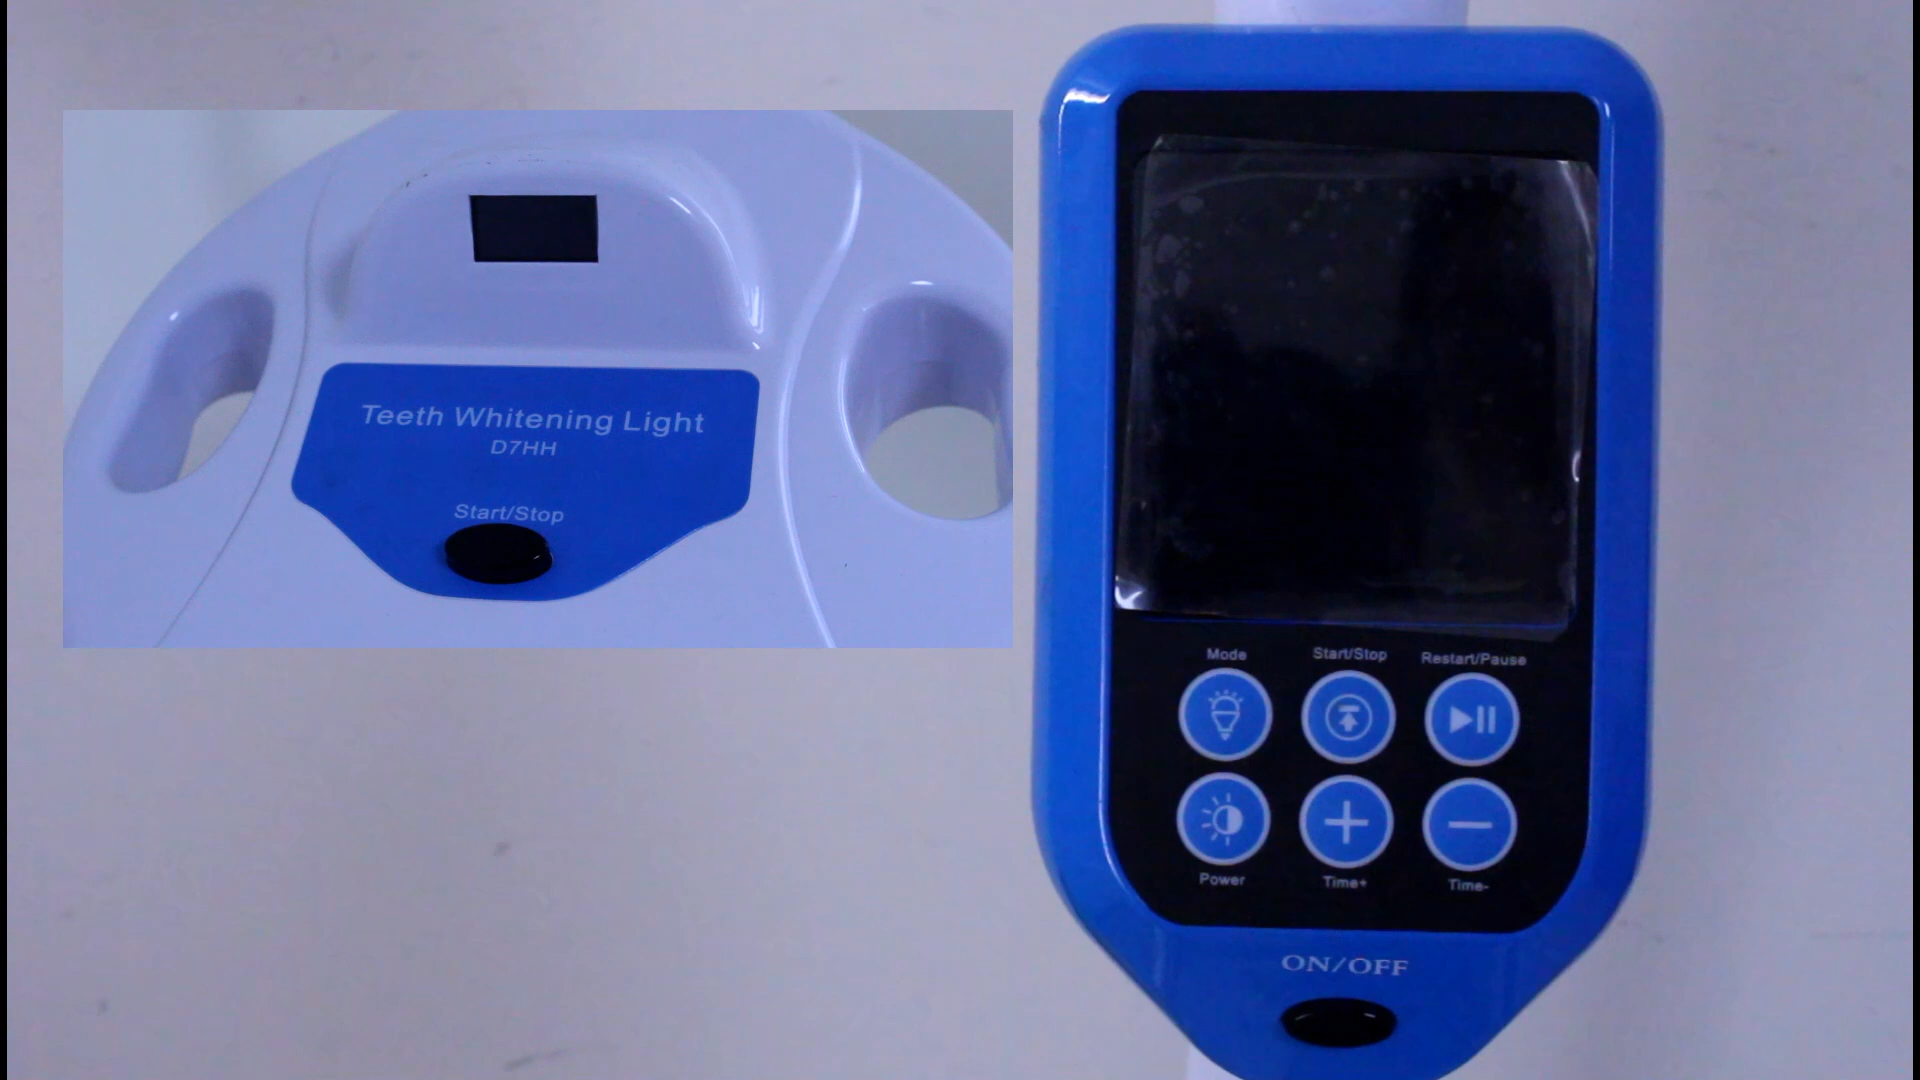 Teeth Whitening Light
D7HH
Start/Stop
Mode Start/Stop Restart/Pause
Power Time+ Time-
ON/OFF